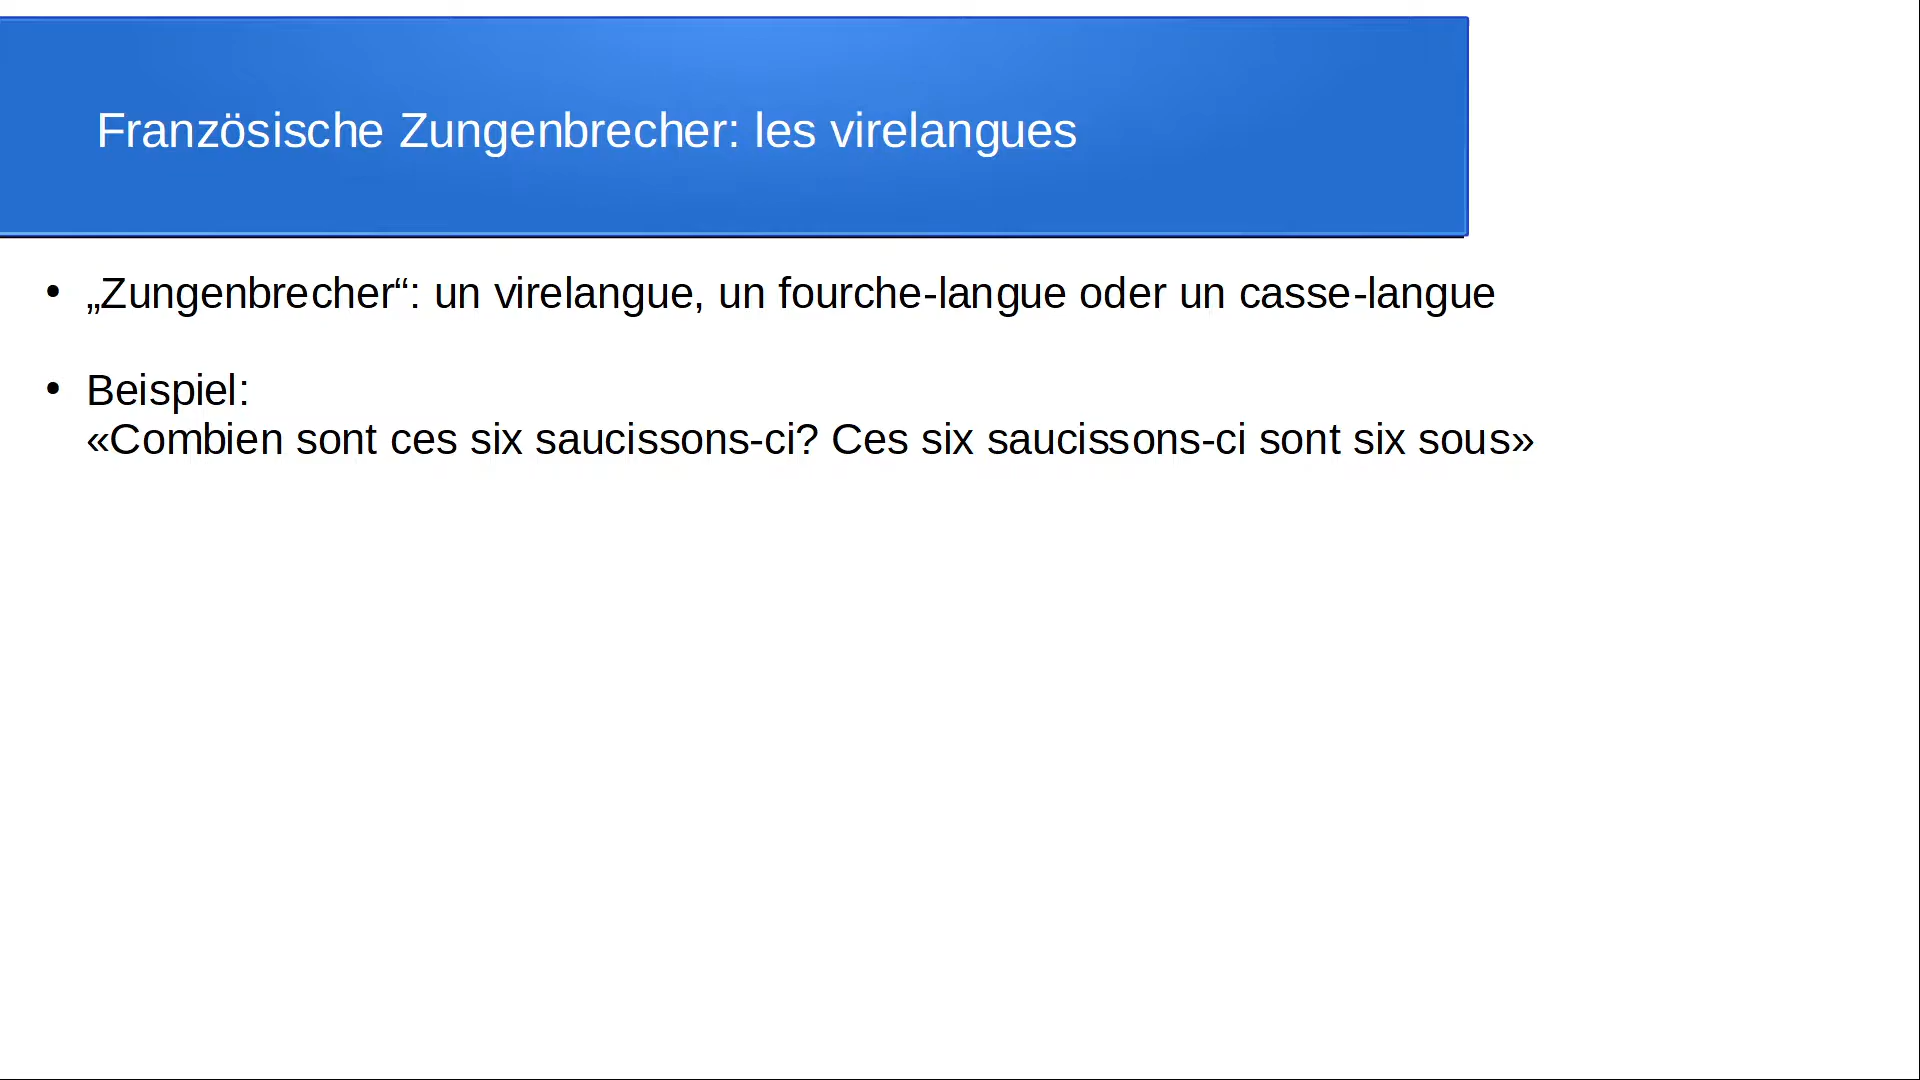 Französische Zungenbrecher: les virelangues
• „Zungenbrecher“: un virelangue, un fourche-langue oder un casse-langue
• Beispiel:
«Combien sont ces six saucissons-ci? Ces six saucissons-ci sont six sous»